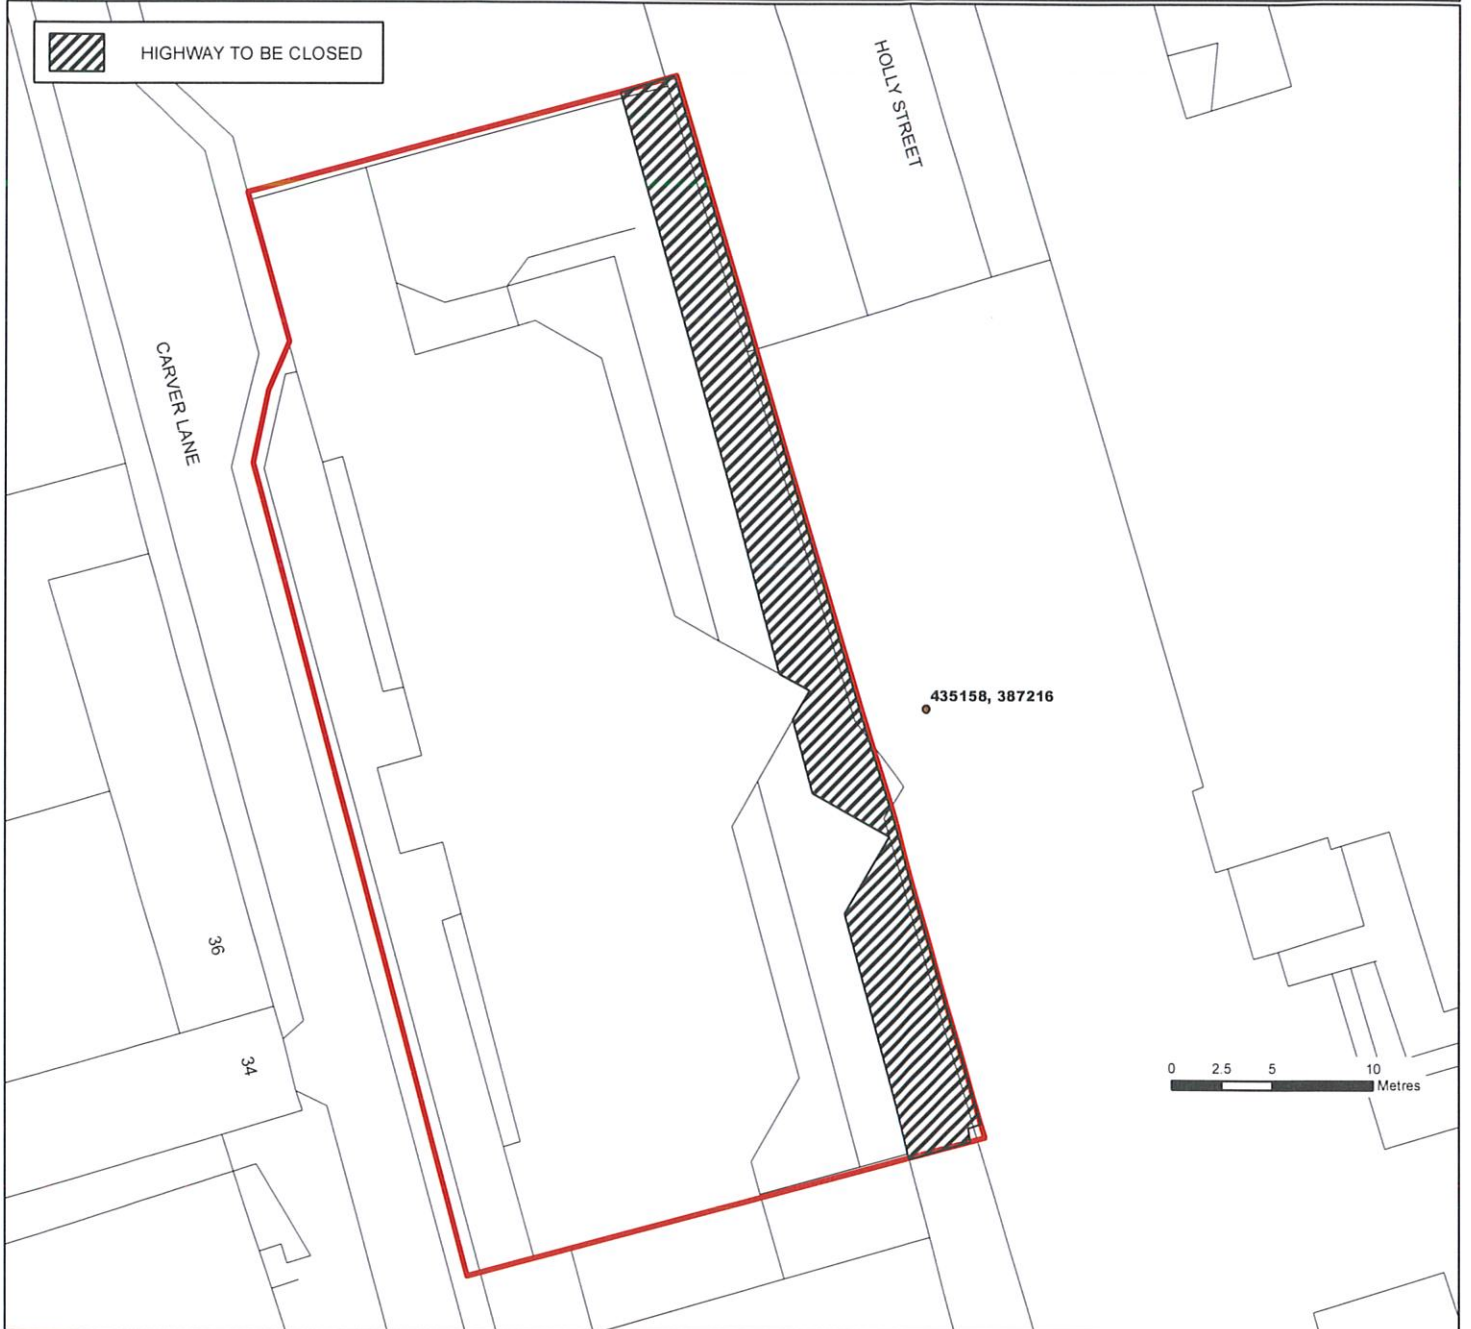 HIGHWAY TO BE CLOSED
HOLLY STREET
CARVER LANE
435158, 387216
36
34
0 2.5 5 10
Metres